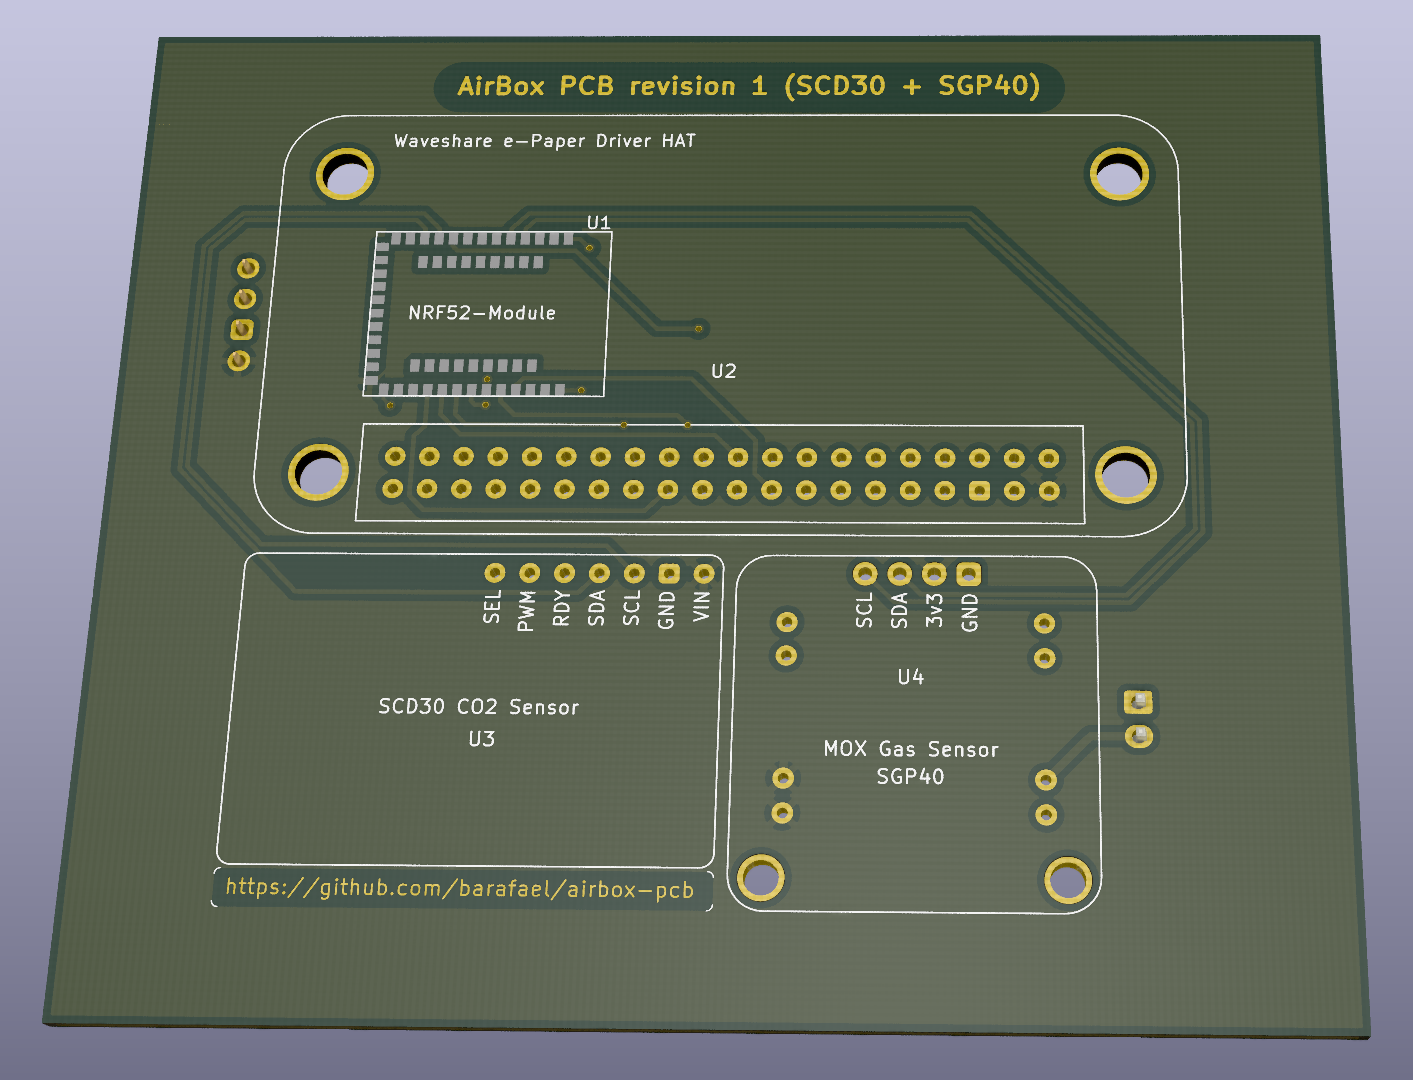 AirBox PCB revision 1 (SCD30 + SGP40)
Waveshare e-Paper Driver HAT
U1
NRF52-Module
U2
SEL
PWM
RDY
SDA
SCL
GND
VIN
SCL
SDA
3v3
GND
SCD30 CO2 Sensor
U3
U4
MOX Gas Sensor
SGP40
https://github.com/barafael/airbox-pcb